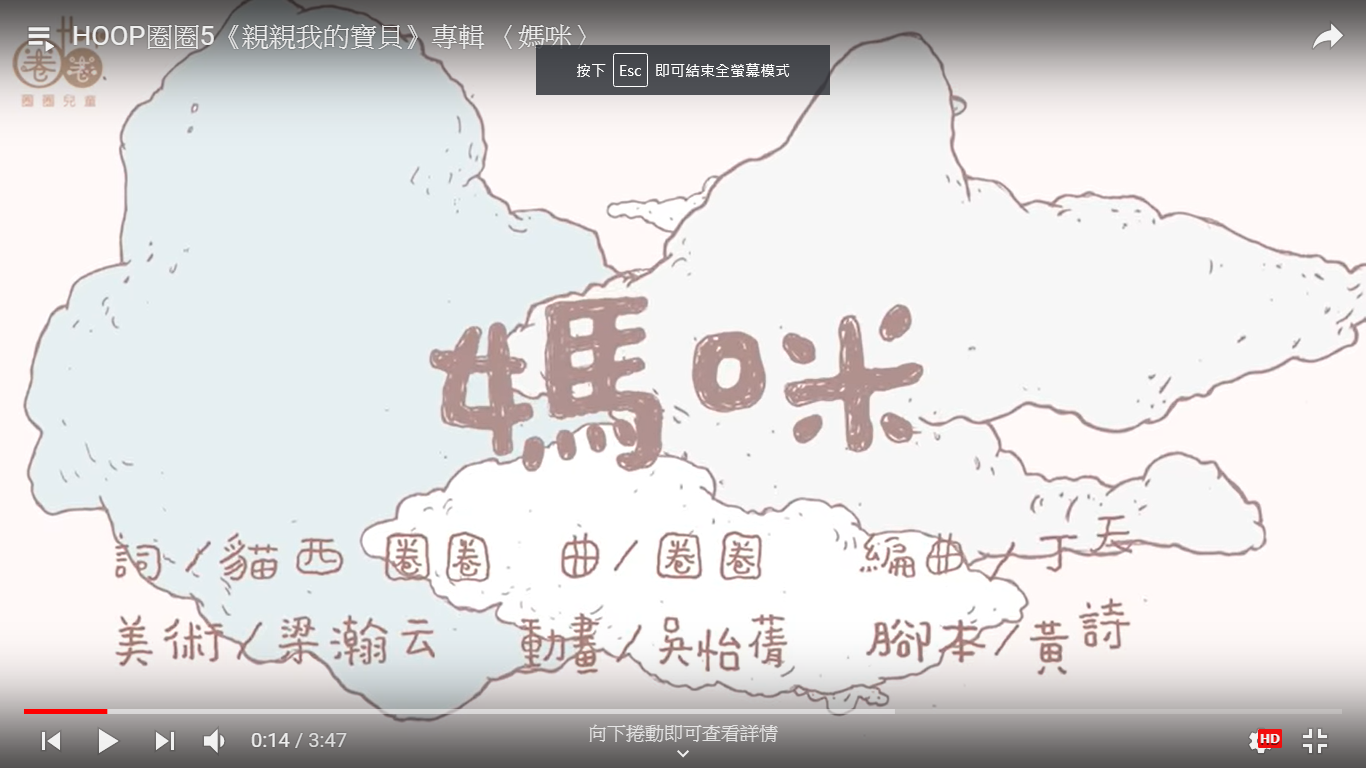 HOOP圈圈5《親親我的寶貝》專輯 〈媽咪〉
圈圈
圈圈兒童
按下 Esc 即可結束全螢幕模式
媽咪
詞/貓西 圈圈 曲/圈圈 編曲/丁天
美術/梁瀚云 動畫/吳怡蒨 腳本/黃詩
0:14 / 3:47
向下捲動即可查看詳情
HD